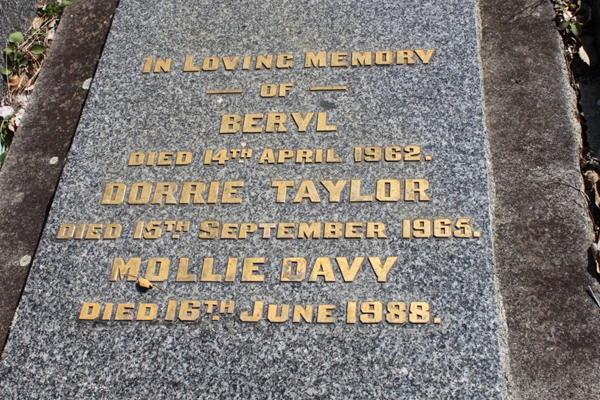 IN LOVING MEMORY
— OF —
BERYL
DIED 14TH APRIL 1962.
DORRIE TAYLOR
DIED 15TH SEPTEMBER 1965.
MOLLIE DAVY
DIED 16TH JUNE 1988.